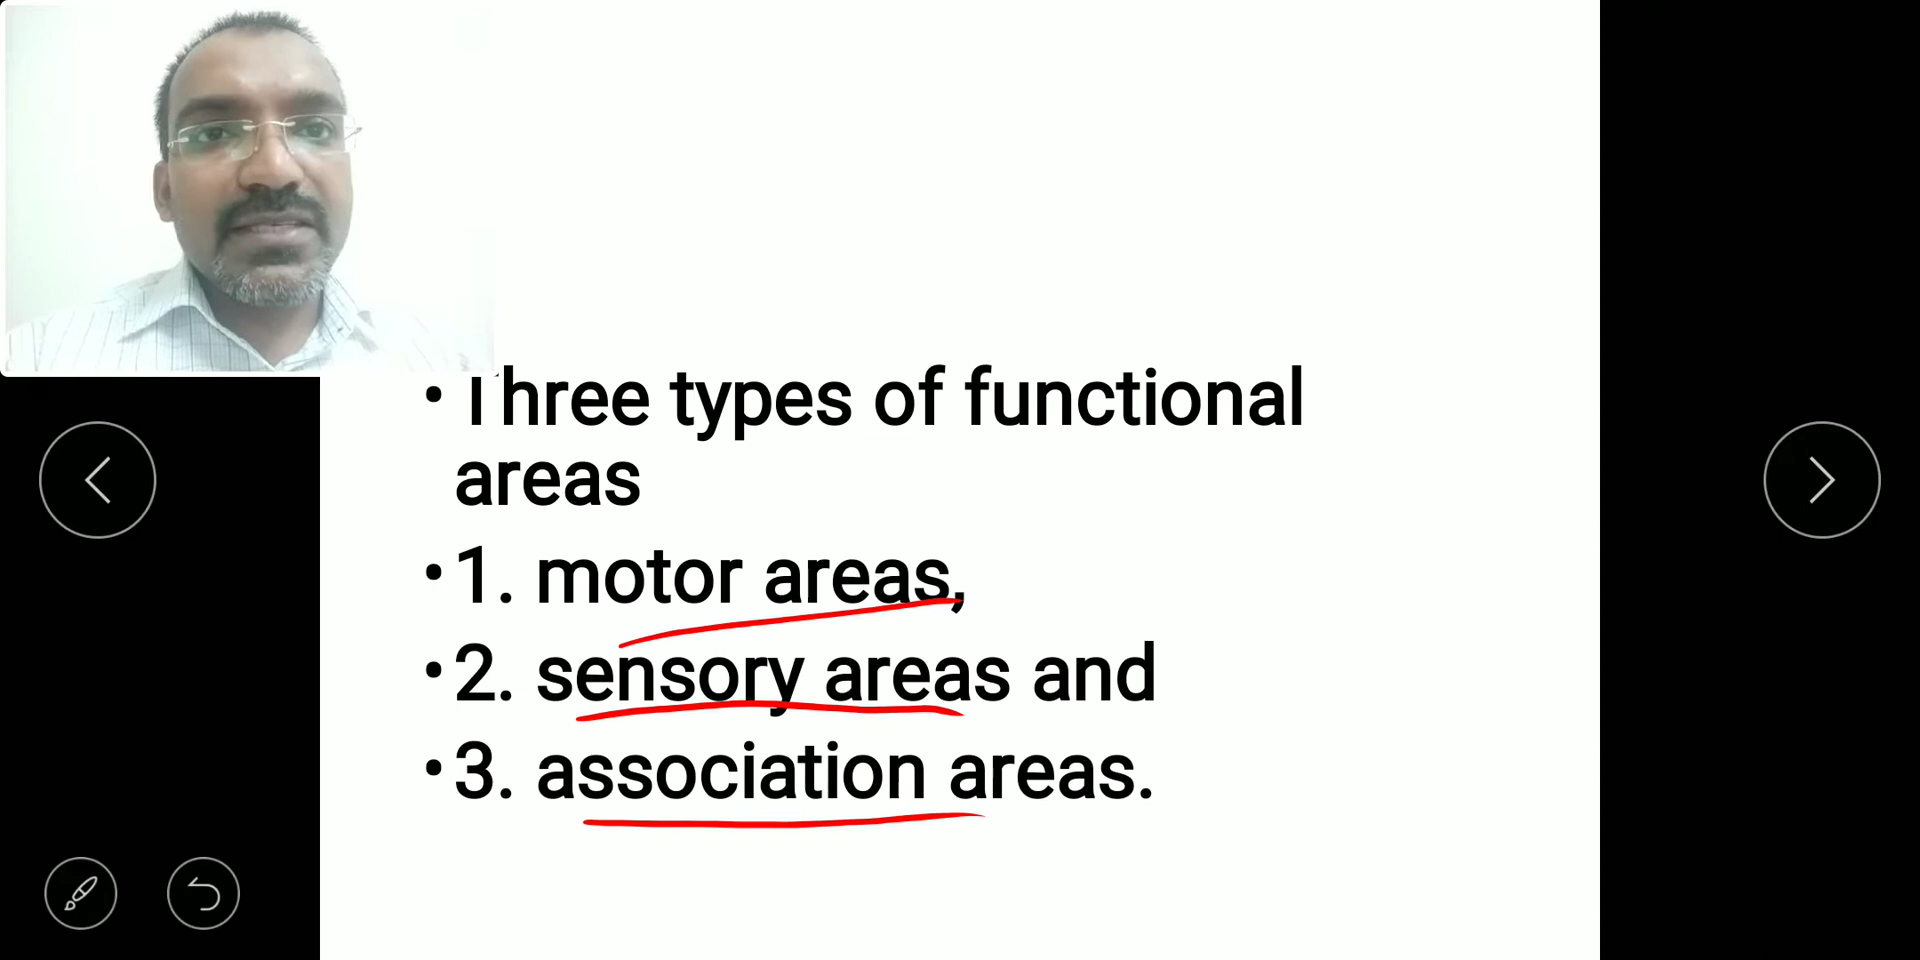 • Three types of functional
areas
• 1. motor areas,
• 2. sensory areas and
• 3. association areas.